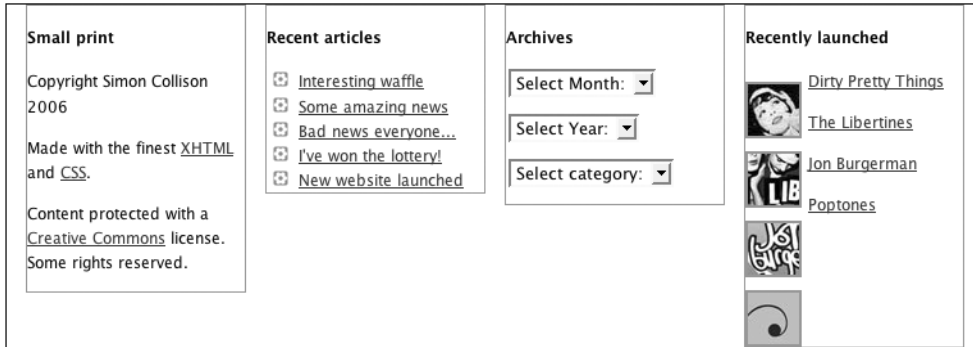 Small print
Copyright Simon Collison
2006
Made with the finest XHTML
and CSS.
Content protected with a
Creative Commons license.
Some rights reserved.
Recent articles
Interesting waffle
Some amazing news
Bad news everyone...
I've won the lottery!
New website launched
Archives
Select Month:
Select Year:
Select category:
Recently launched
Dirty Pretty Things
The Libertines
Jon Burgerman
Poptones
LIB